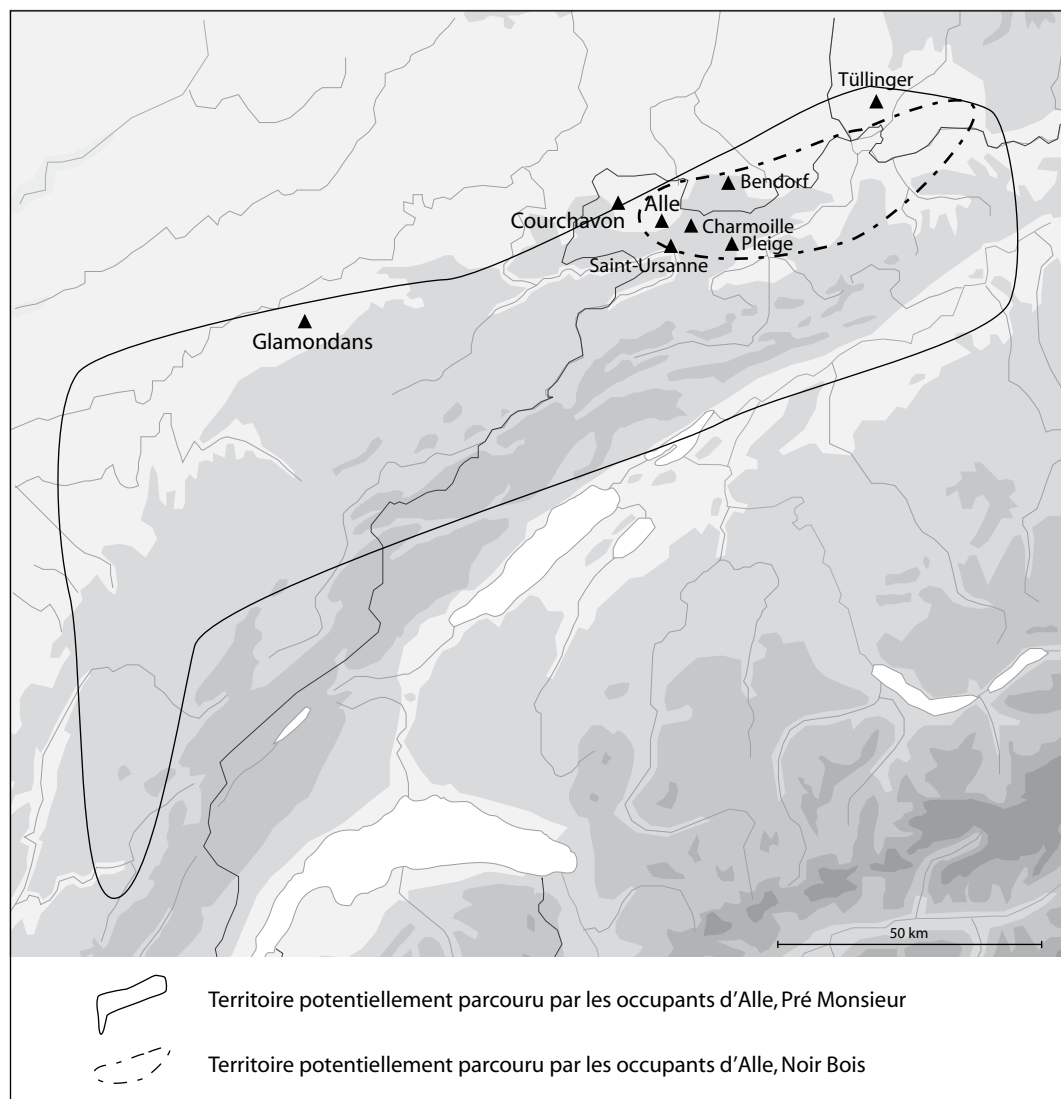 Tüllinger
Bendorf
Alle
Courchavon
Charmoille
Pleige
Saint-Ursanne
Glamondans
50 km
Territoire potentiellement parcouru par les occupants d’Alle, Pré Monsieur
Territoire potentiellement parcouru par les occupants d’Alle, Noir Bois